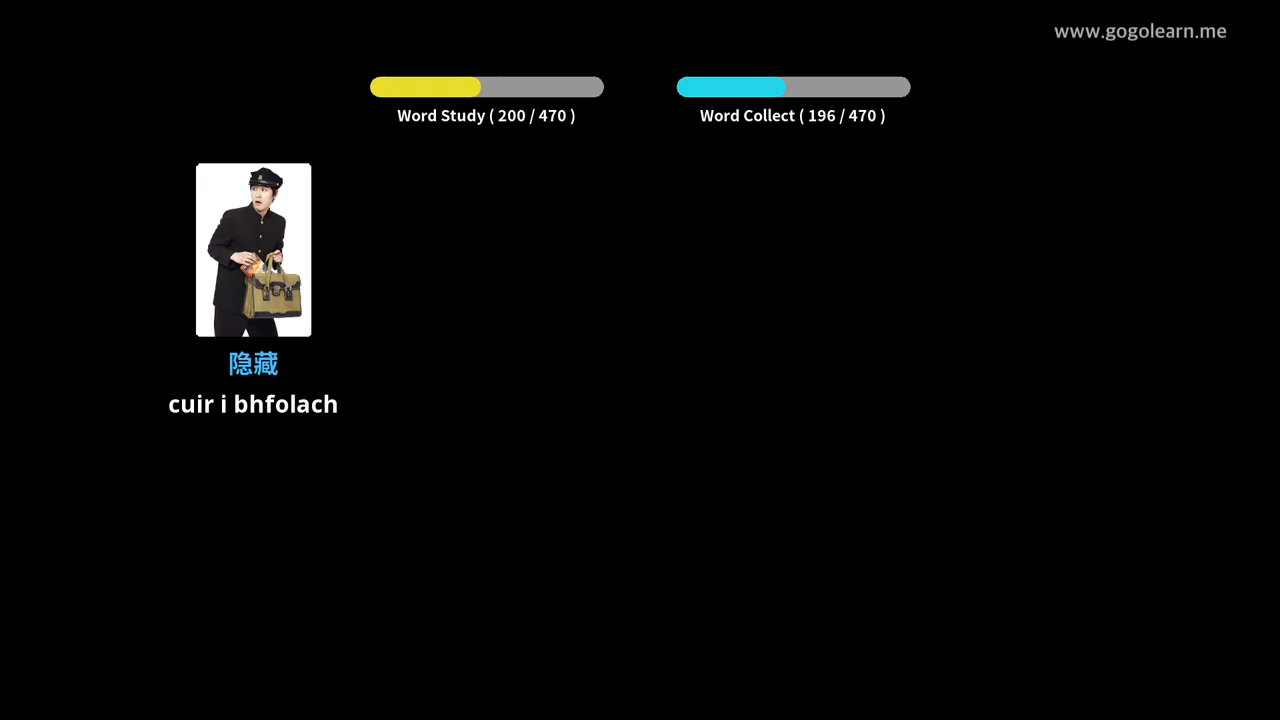 www.gogolearn.me
Word Study ( 200 / 470 )
Word Collect ( 196 / 470 )
隐藏
cuir i bhfolach